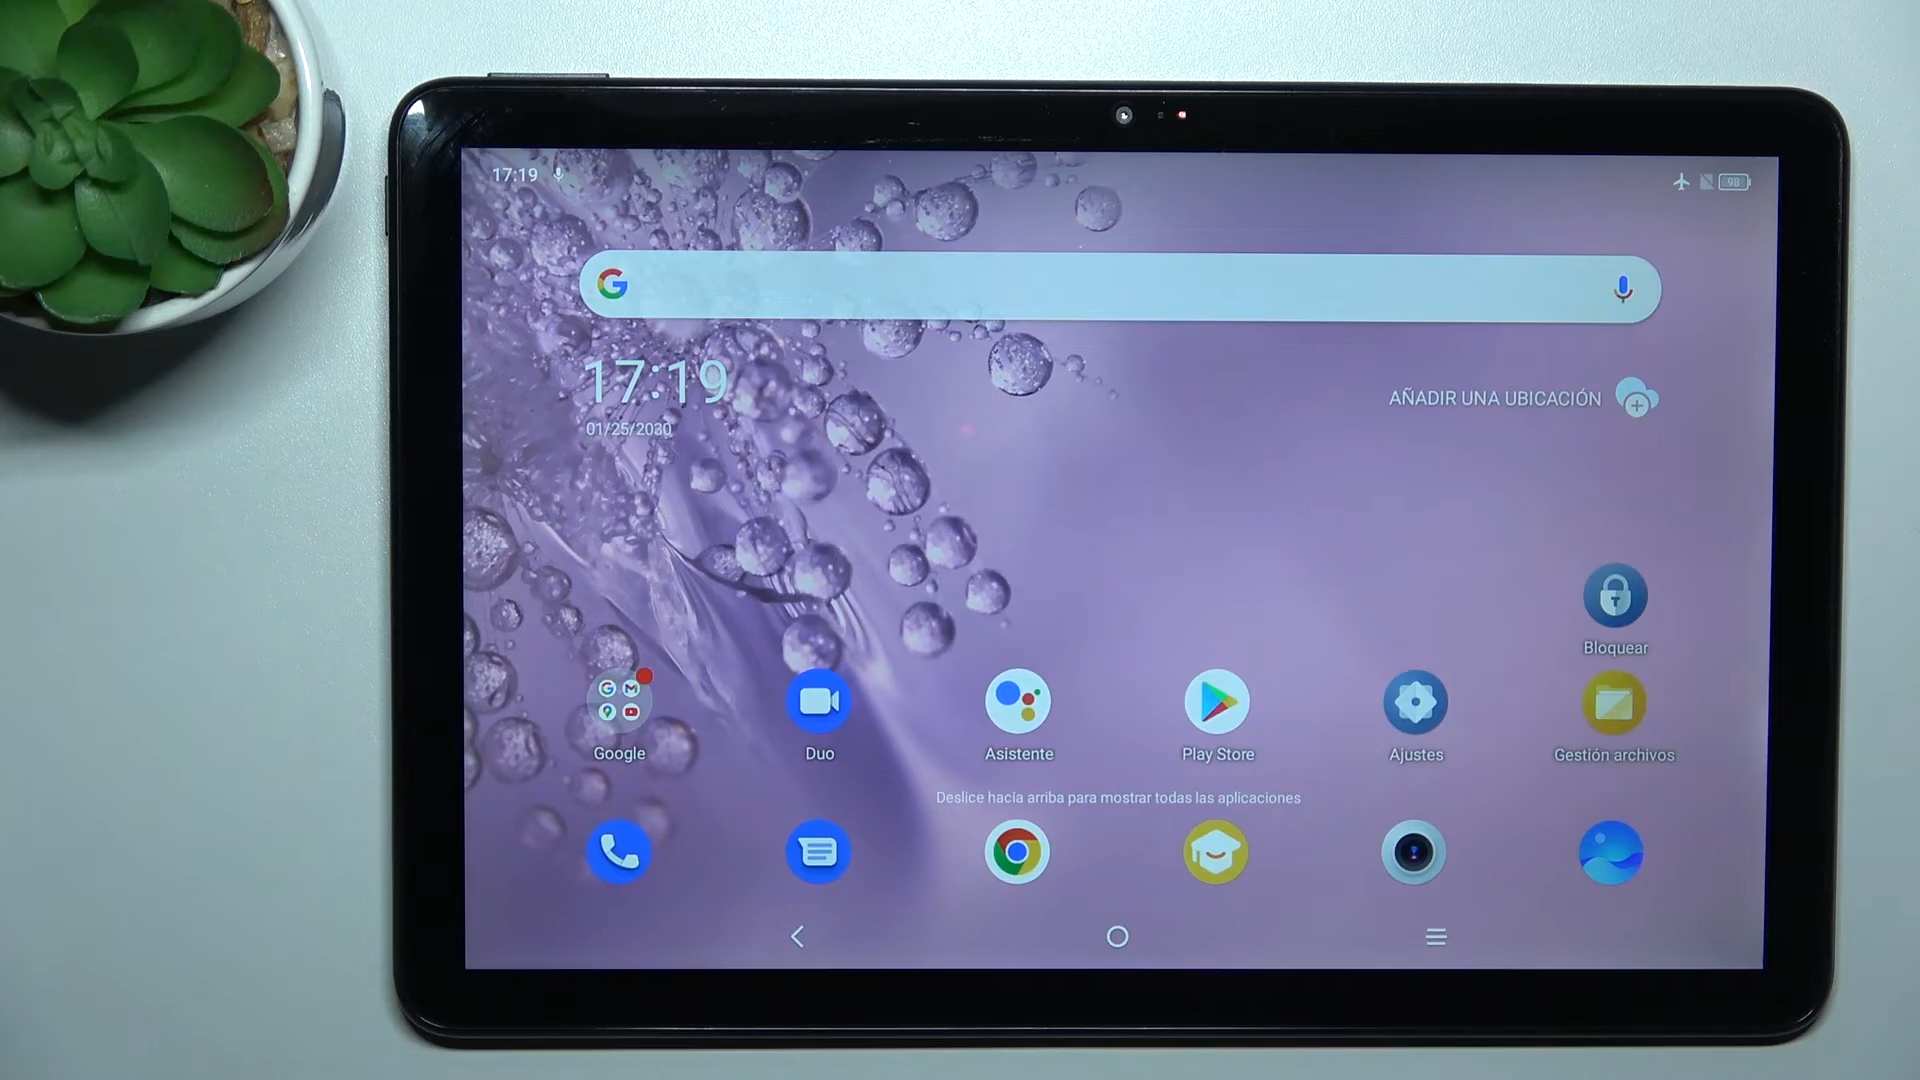 17:19
98
17:19
01/25/2030
AÑADIR UNA UBICACIÓN
Bloquear
Google
Duo
Asistente
Play Store
Ajustes
Gestión archivos
Deslice hacia arriba para mostrar todas las aplicaciones